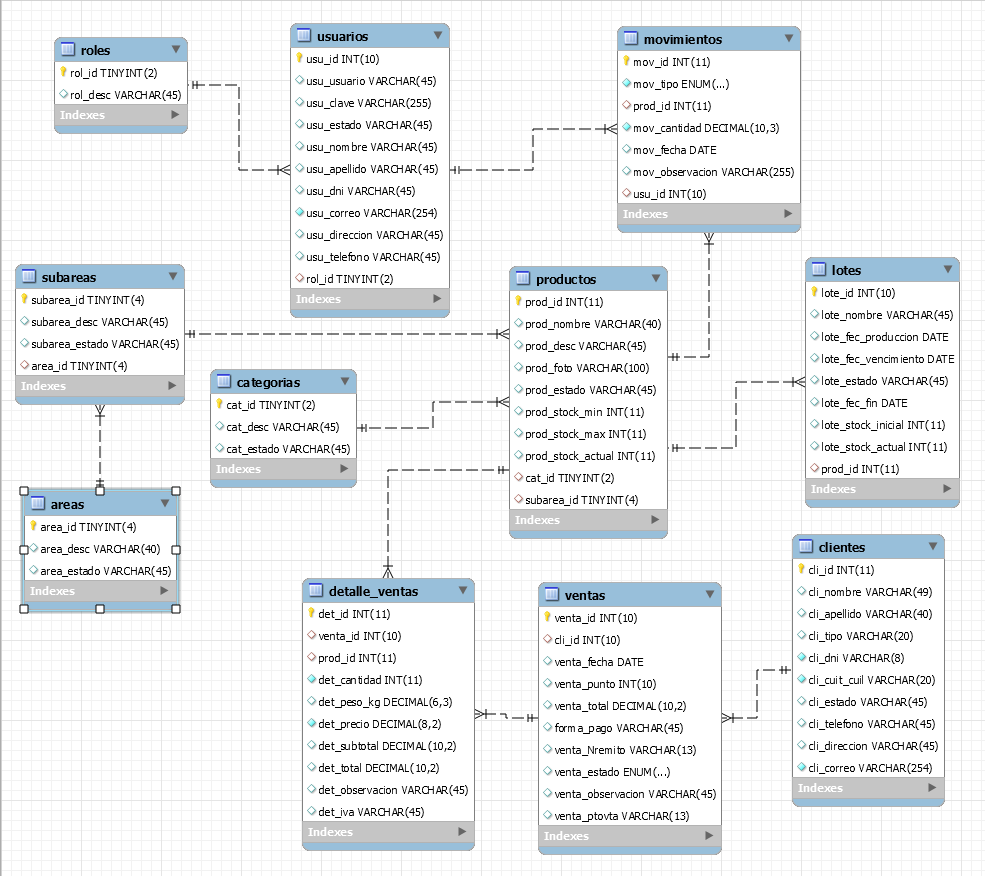 roles
rol_id TINYINT(2)
rol_desc VARCHAR(45)
Indexes
usuarios
usu_id INT(10)
usu_usuario VARCHAR(45)
usu_clave VARCHAR(255)
usu_estado VARCHAR(45)
usu_nombre VARCHAR(45)
usu_apellido VARCHAR(45)
usu_dni VARCHAR(45)
usu_correo VARCHAR(254)
usu_direccion VARCHAR(45)
usu_telefono VARCHAR(45)
rol_id TINYINT(2)
Indexes
movimientos
mov_id INT(11)
mov_tipo ENUM(...)
prod_id INT(11)
mov_cantidad DECIMAL(10,3)
mov_fecha DATE
mov_observacion VARCHAR(255)
usu_id INT(10)
Indexes
subareas
subarea_id TINYINT(4)
subarea_desc VARCHAR(45)
subarea_estado VARCHAR(45)
area_id TINYINT(4)
Indexes
categorias
cat_id TINYINT(2)
cat_desc VARCHAR(45)
cat_estado VARCHAR(45)
Indexes
productos
prod_id INT(11)
prod_nombre VARCHAR(40)
prod_desc VARCHAR(45)
prod_foto VARCHAR(100)
prod_estado VARCHAR(45)
prod_stock_min INT(11)
prod_stock_max INT(11)
prod_stock_actual INT(11)
cat_id TINYINT(2)
subarea_id TINYINT(4)
Indexes
lotes
lote_id INT(10)
lote_nombre VARCHAR(45)
lote_fec_produccion DATE
lote_fec_vencimiento DATE
lote_estado VARCHAR(45)
lote_fec_fin DATE
lote_stock_inicial INT(11)
lote_stock_actual INT(11)
prod_id INT(11)
Indexes
areas
area_id TINYINT(4)
area_desc VARCHAR(40)
area_estado VARCHAR(45)
Indexes
detalle_ventas
det_id INT(11)
venta_id INT(10)
prod_id INT(11)
det_cantidad INT(11)
det_peso_kg DECIMAL(6,3)
det_precio DECIMAL(8,2)
det_subtotal DECIMAL(10,2)
det_total DECIMAL(10,2)
det_observacion VARCHAR(45)
det_iva VARCHAR(45)
Indexes
ventas
venta_id INT(10)
cli_id INT(10)
venta_fecha DATE
venta_punto INT(10)
venta_total DECIMAL(10,2)
forma_pago VARCHAR(45)
venta_Nremito VARCHAR(13)
venta_estado ENUM(...)
venta_observacion VARCHAR(45)
venta_ptovta VARCHAR(13)
Indexes
clientes
cli_id INT(11)
cli_nombre VARCHAR(49)
cli_apellido VARCHAR(40)
cli_tipo VARCHAR(20)
cli_dni VARCHAR(8)
cli_cuit_cuil VARCHAR(20)
cli_estado VARCHAR(45)
cli_telefono VARCHAR(45)
cli_direccion VARCHAR(45)
cli_correo VARCHAR(254)
Indexes